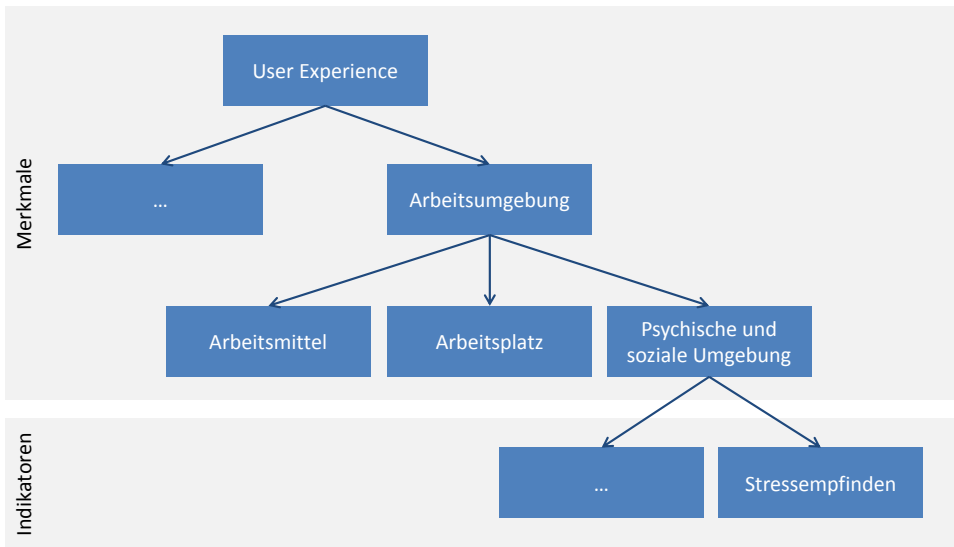 User Experience
Merkmale
...
Arbeitsumgebung
Arbeitsmittel
Arbeitsplatz
Psychische und
soziale Umgebung
Indikatoren
...
Stressempfinden